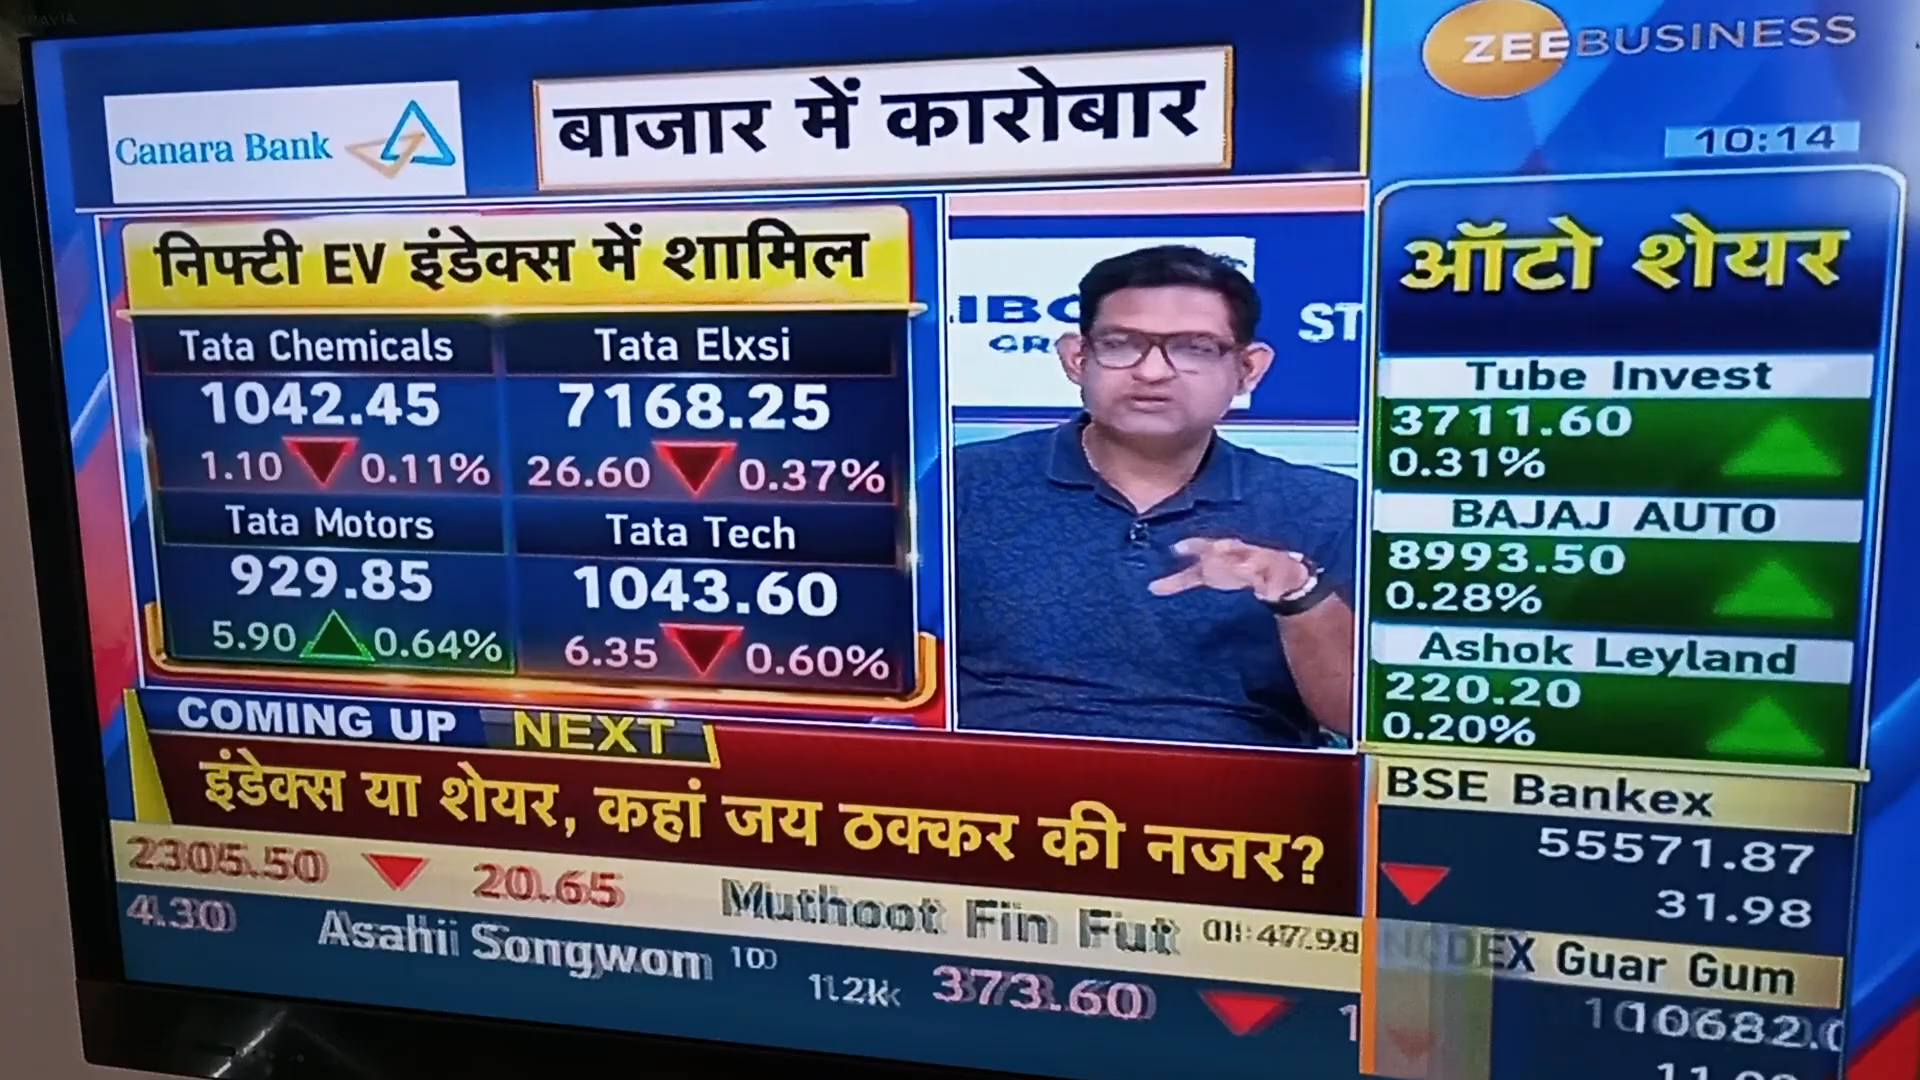 ZEEBUSINESS
10:14
Canara Bank
बाजार में कारोबार
निफ्टी EV इंडेक्स में शामिल
Tata Chemicals
1042.45
1.10 0.11%
Tata Elxsi
7168.25
26.60 0.37%
Tata Motors
929.85
5.90 0.64%
Tata Tech
1043.60
6.35 0.60%
ST
ऑटो शेयर
Tube Invest
3711.60
0.31%
BAJAJ AUTO
8993.50
0.28%
Ashok Leyland
220.20
0.20%
COMING UP NEXT
इंडेक्स या शेयर, कहां जय ठक्कर की नजर?
2305.50 20.65 Muthoot Fin Fut
4.30 Asahi Songwon 373.60
BSE Bankex
55571.87
31.98
NCDEX Guar Gum